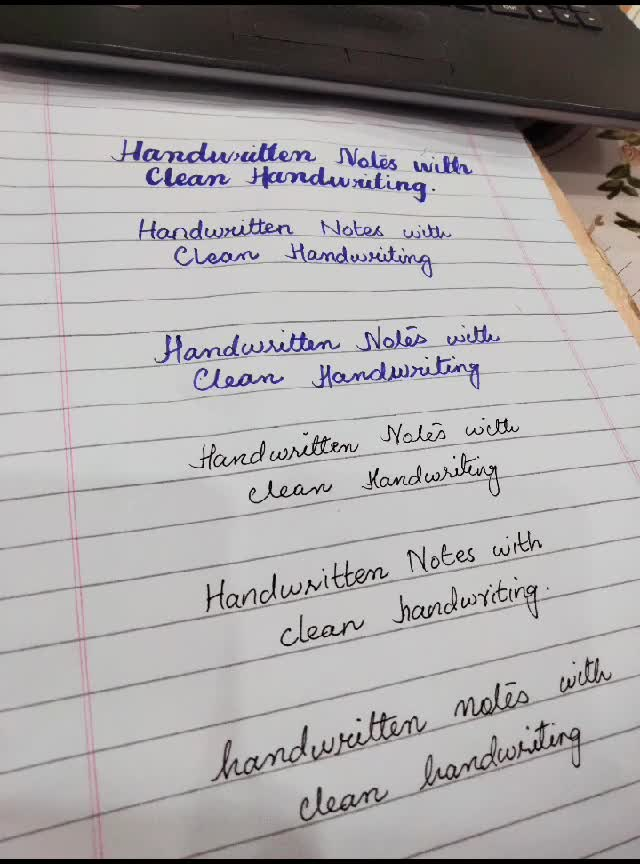 Handwritten Notes with
Clean Handwriting.
Handwritten Notes with
Clean Handwriting
Handwritten Notes with
Clean Handwriting
Handwritten Notes with
clean Handwriting
Handwritten Notes with
clean handwriting.
handwritten notes with
clean handwriting